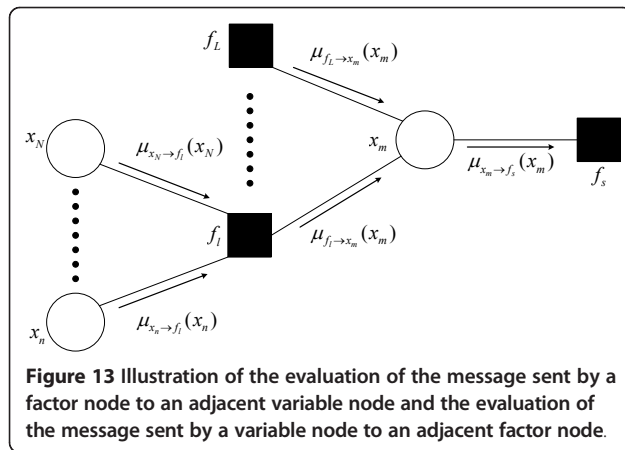 f_L
μ_{f_L→x_m}(x_m)
x_N
μ_{x_N→f_l}(x_N)
x_m
μ_{x_m→f_s}(x_m)
f_s
f_l
μ_{f_l→x_m}(x_m)
x_n
μ_{x_n→f_l}(x_n)
Figure 13 Illustration of the evaluation of the message sent by a
factor node to an adjacent variable node and the evaluation of
the message sent by a variable node to an adjacent factor node.